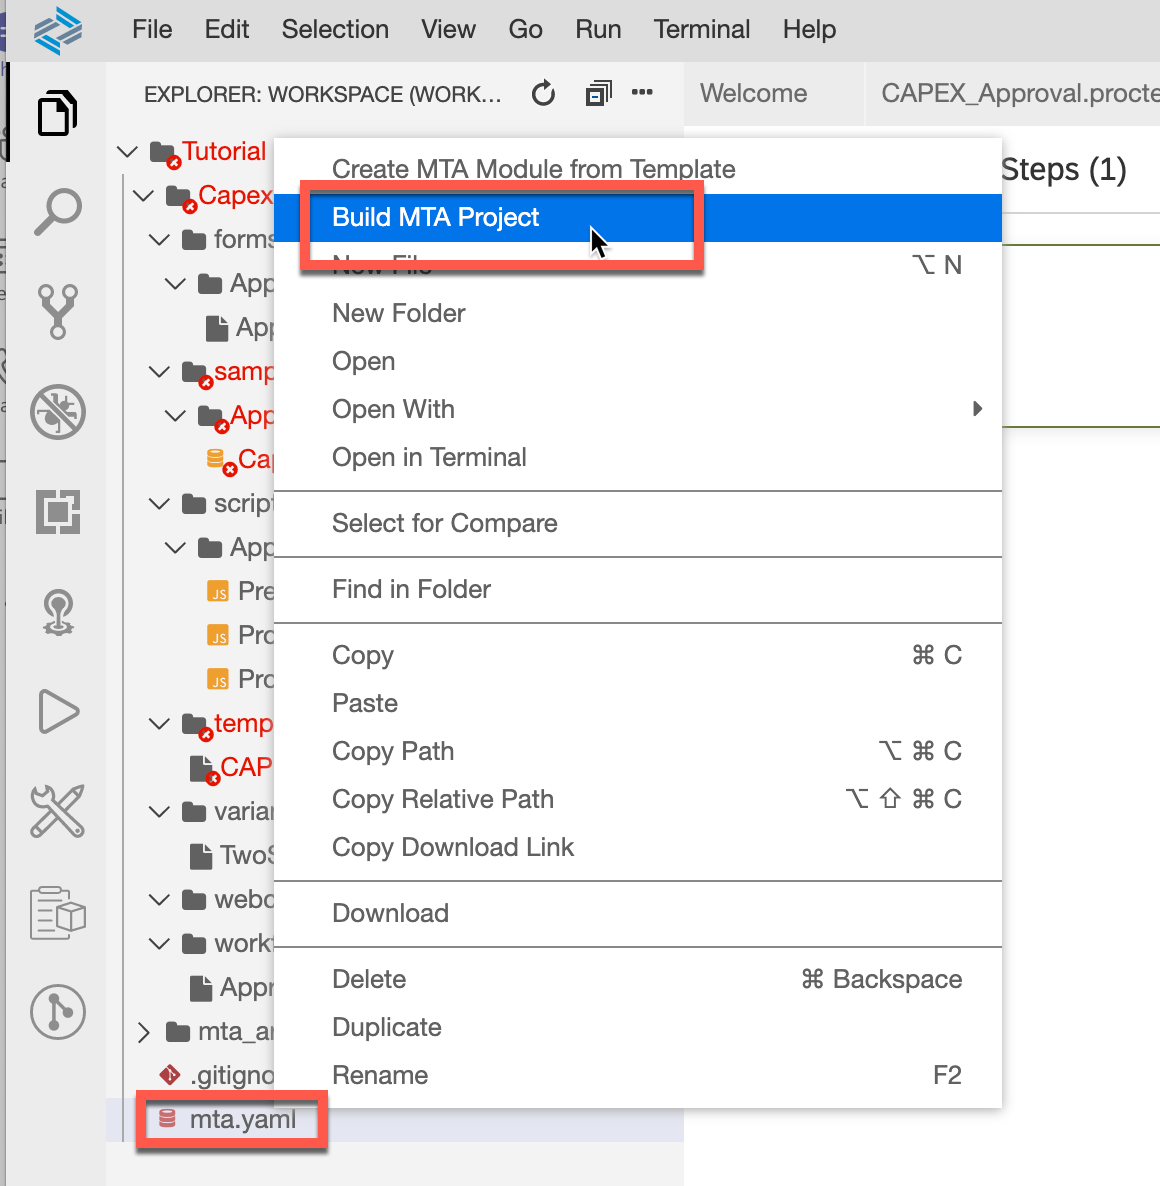 File Edit Selection View Go Run Terminal Help
EXPLORER: WORKSPACE (WORK...
Welcome
CAPEX_Approval.procte
Steps (1)
Tutorial
Capex
forms
App
App
samp
App
Cap
script
App
JS Pre
JS Pro
JS Pro
temp
CAP
varian
TwoS
webc
workf
Appr
mta_ar
.gitigno
mta.yaml
Create MTA Module from Template
Build MTA Project
New File ⌥ N
New Folder
Open
Open With
Open in Terminal
Select for Compare
Find in Folder
Copy ⌘ C
Paste
Copy Path ⌥ ⌘ C
Copy Relative Path ⌥ ⇧ ⌘ C
Copy Download Link
Download
Delete ⌘ Backspace
Duplicate
Rename F2